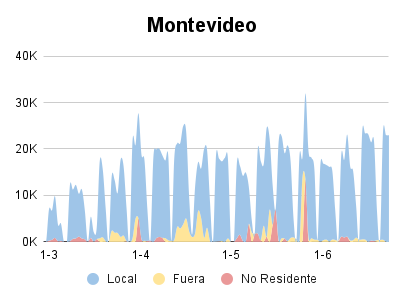 Montevideo
40K
30K
20K
10K
0K
1-3 1-4 1-5 1-6
Local Fuera No Residente